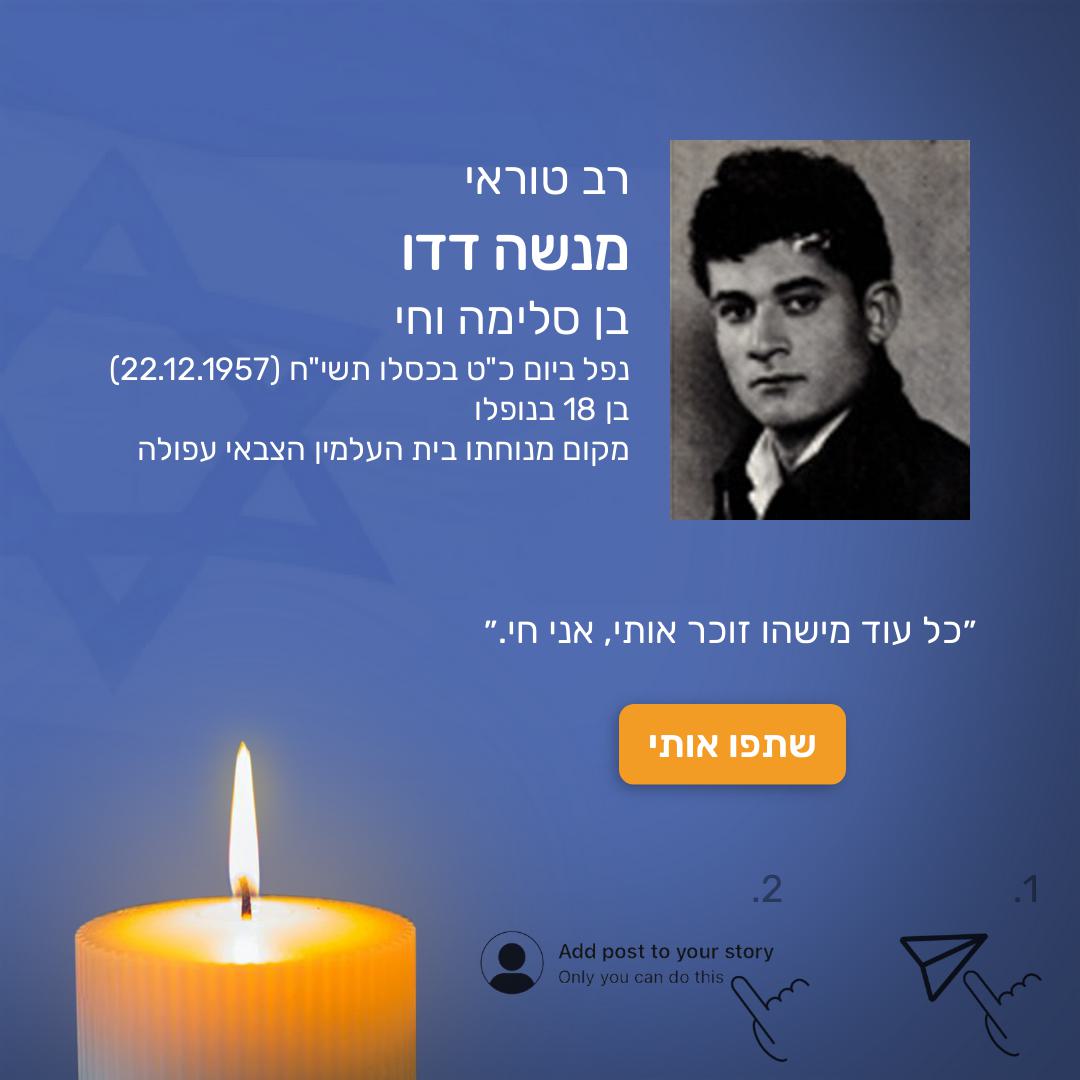 רב טוראי
מנשה דדו
בן סלימה וחי
נפל ביום כ"ט בכסלו תשי"ח (22.12.1957)
בן 18 בנופלו
מקום מנוחתו בית העלמין הצבאי עפולה
״כל עוד מישהו זוכר אותי, אני חי.״
שתפו אותי
1.
2.
Add post to your story
Only you can do this